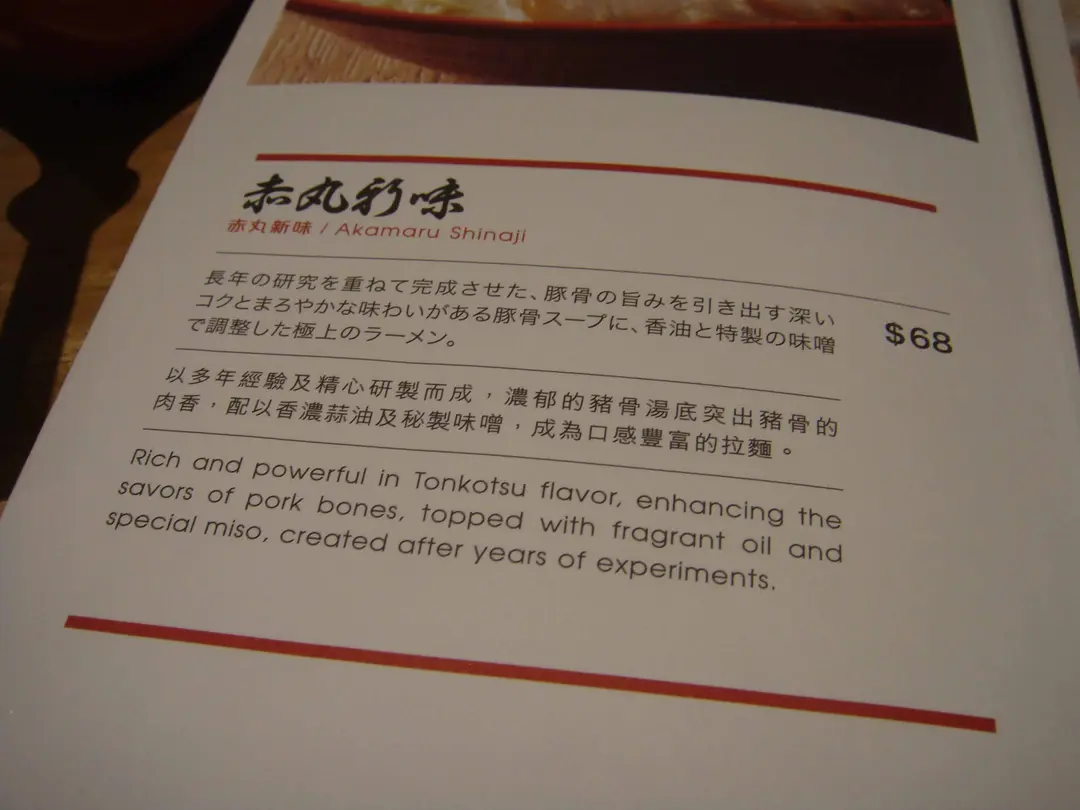 赤丸新味
赤丸新味 / Akamaru Shinaji
長年の研究を重ねて完成させた、豚骨の旨みを引き出す深い
コクとまろやかな味わいがある豚骨スープに、香油と特製の味噌
で調整した極上のラーメン。
$68
以多年經驗及精心研製而成，濃郁的豬骨湯底突出豬骨的
肉香，配以香濃蒜油及秘製味噌，成為口感豐富的拉麵。
Rich and powerful in Tonkotsu flavor, enhancing the
savors of pork bones, topped with fragrant oil and
special miso, created after years of experiments.